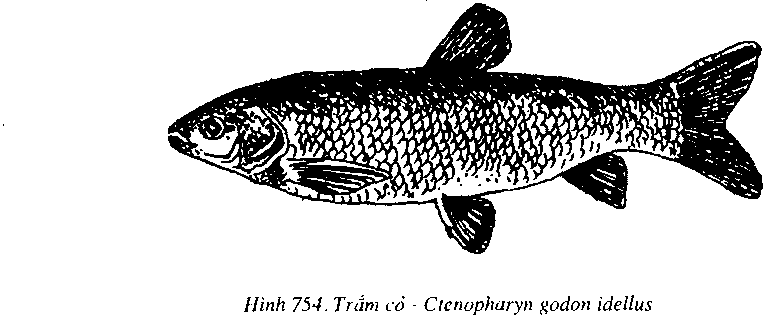 Hình 754. Trắm cỏ - Ctenopharyn godon idellus